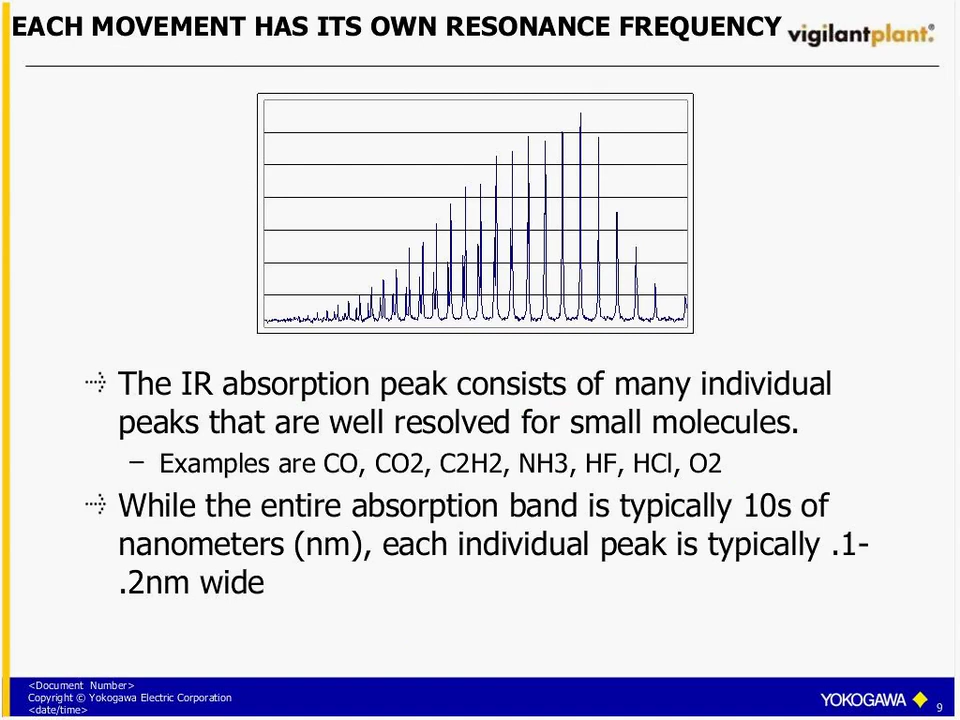 EACH MOVEMENT HAS ITS OWN RESONANCE FREQUENCY
vigilantplant.®
The IR absorption peak consists of many individual
peaks that are well resolved for small molecules.
– Examples are CO, CO2, C2H2, NH3, HF, HCl, O2
While the entire absorption band is typically 10s of
nanometers (nm), each individual peak is typically .1-
.2nm wide
<Document Number>
Copyright © Yokogawa Electric Corporation
<date/time>
YOKOGAWA
9